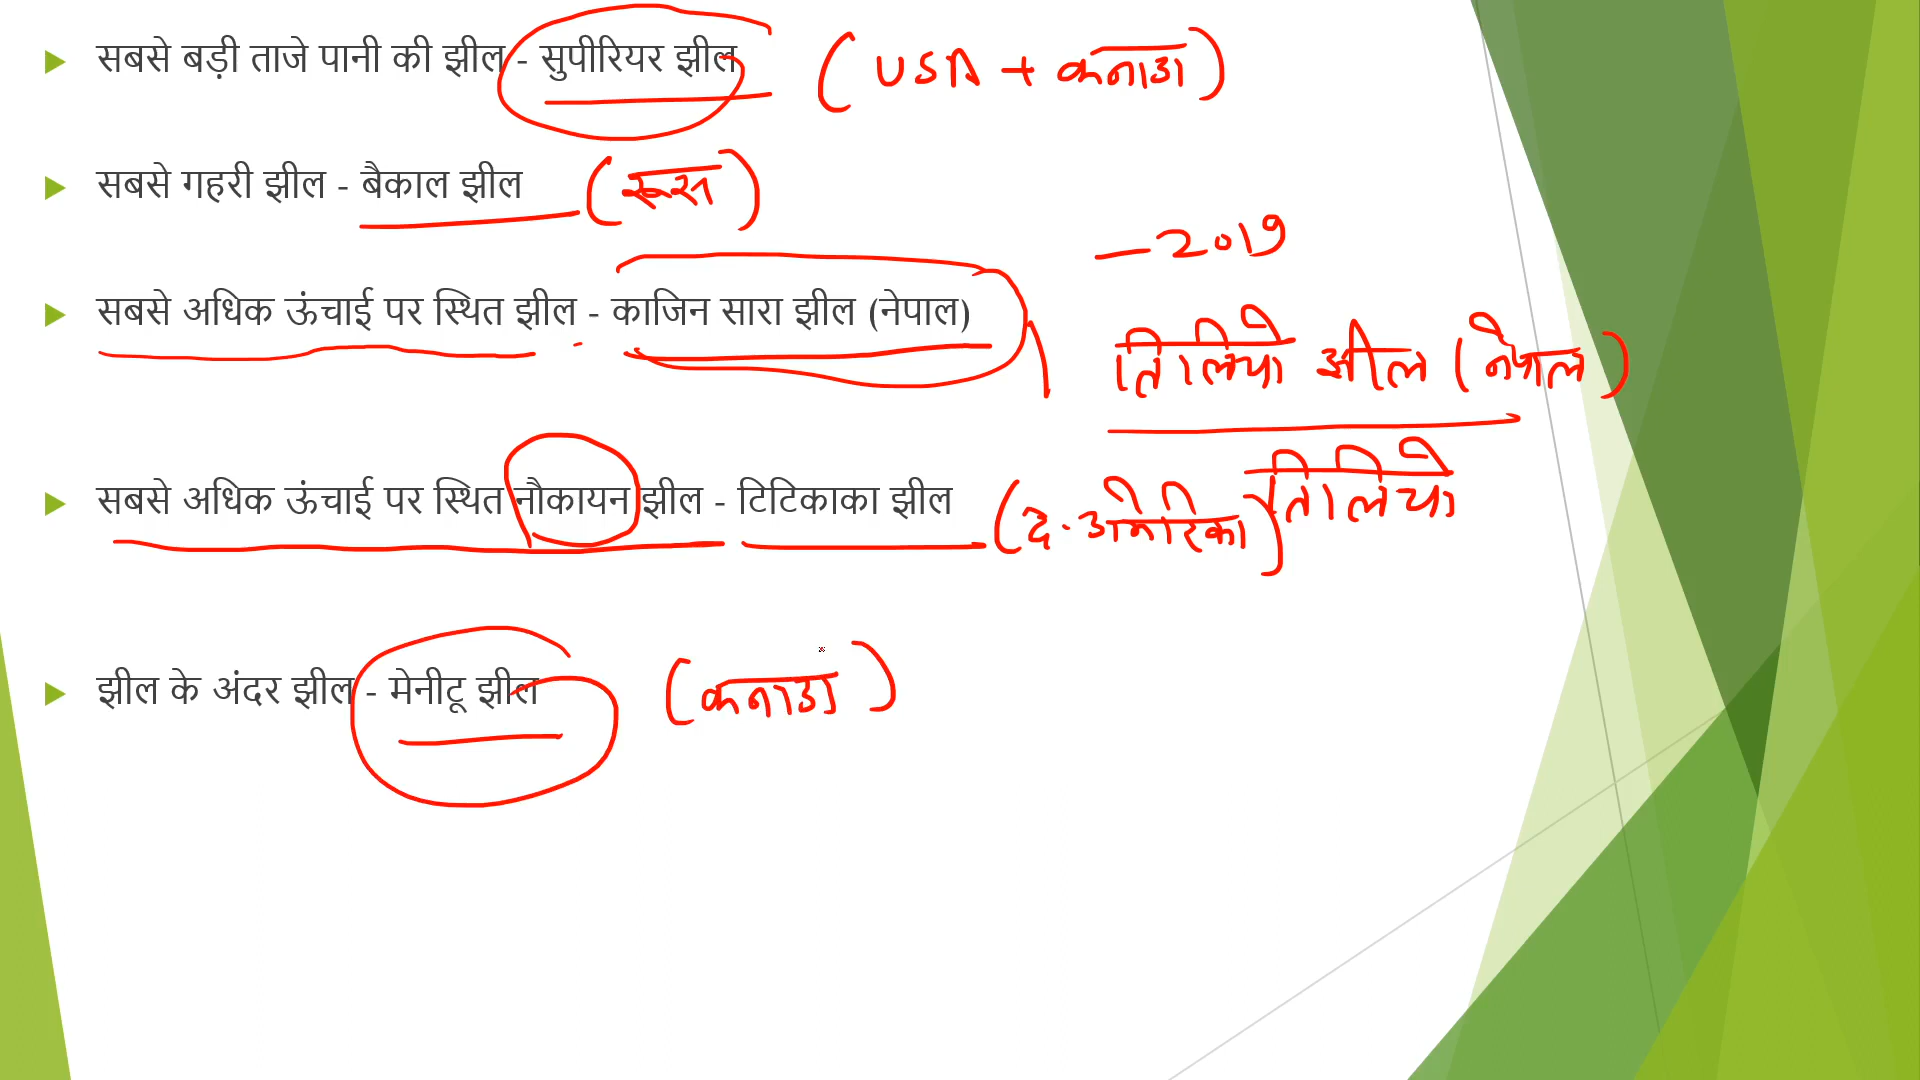 सबसे बड़ी ताजे पानी की झील - सुपीरियर झील (USA + कनाडा)
सबसे गहरी झील - बैकाल झील (रूस)
- 2019
सबसे अधिक ऊंचाई पर स्थित झील - काजिन सारा झील (नेपाल)
तिलिचो झील (नेपाल)
सबसे अधिक ऊंचाई पर स्थित नौकायन झील - टिटिकाका झील (द. अमेरिका)
तिलिचो
झील के अंदर झील - मेनीटू झील (कनाडा)